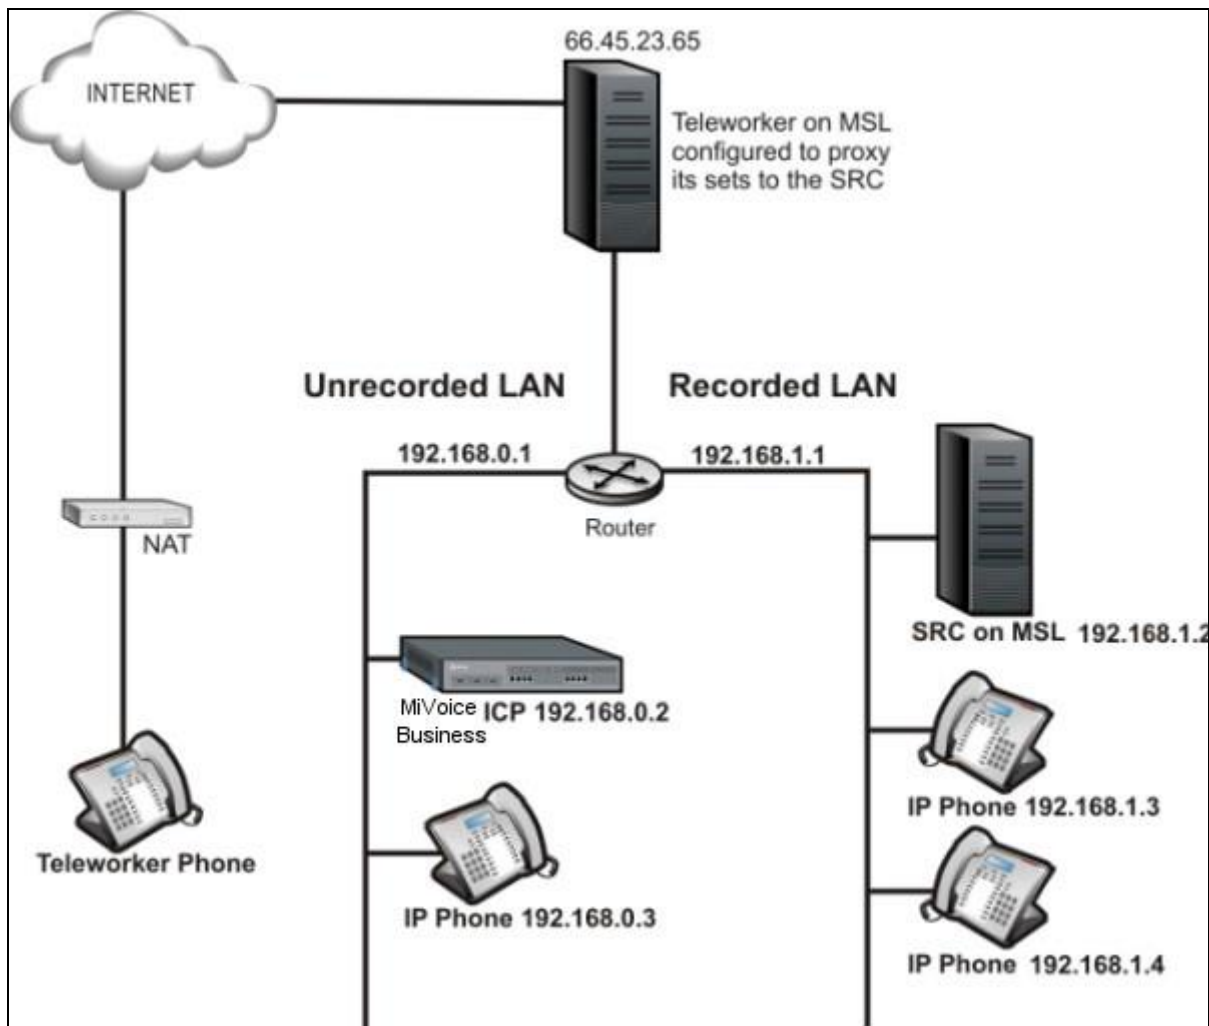 66.45.23.65
INTERNET
Teleworker on MSL
configured to proxy
its sets to the SRC
Unrecorded LAN
Recorded LAN
192.168.0.1
192.168.1.1
Router
NAT
SRC on MSL 192.168.1.2
MiVoice ICP 192.168.0.2
Business
IP Phone 192.168.1.3
Teleworker Phone
IP Phone 192.168.0.3
IP Phone 192.168.1.4